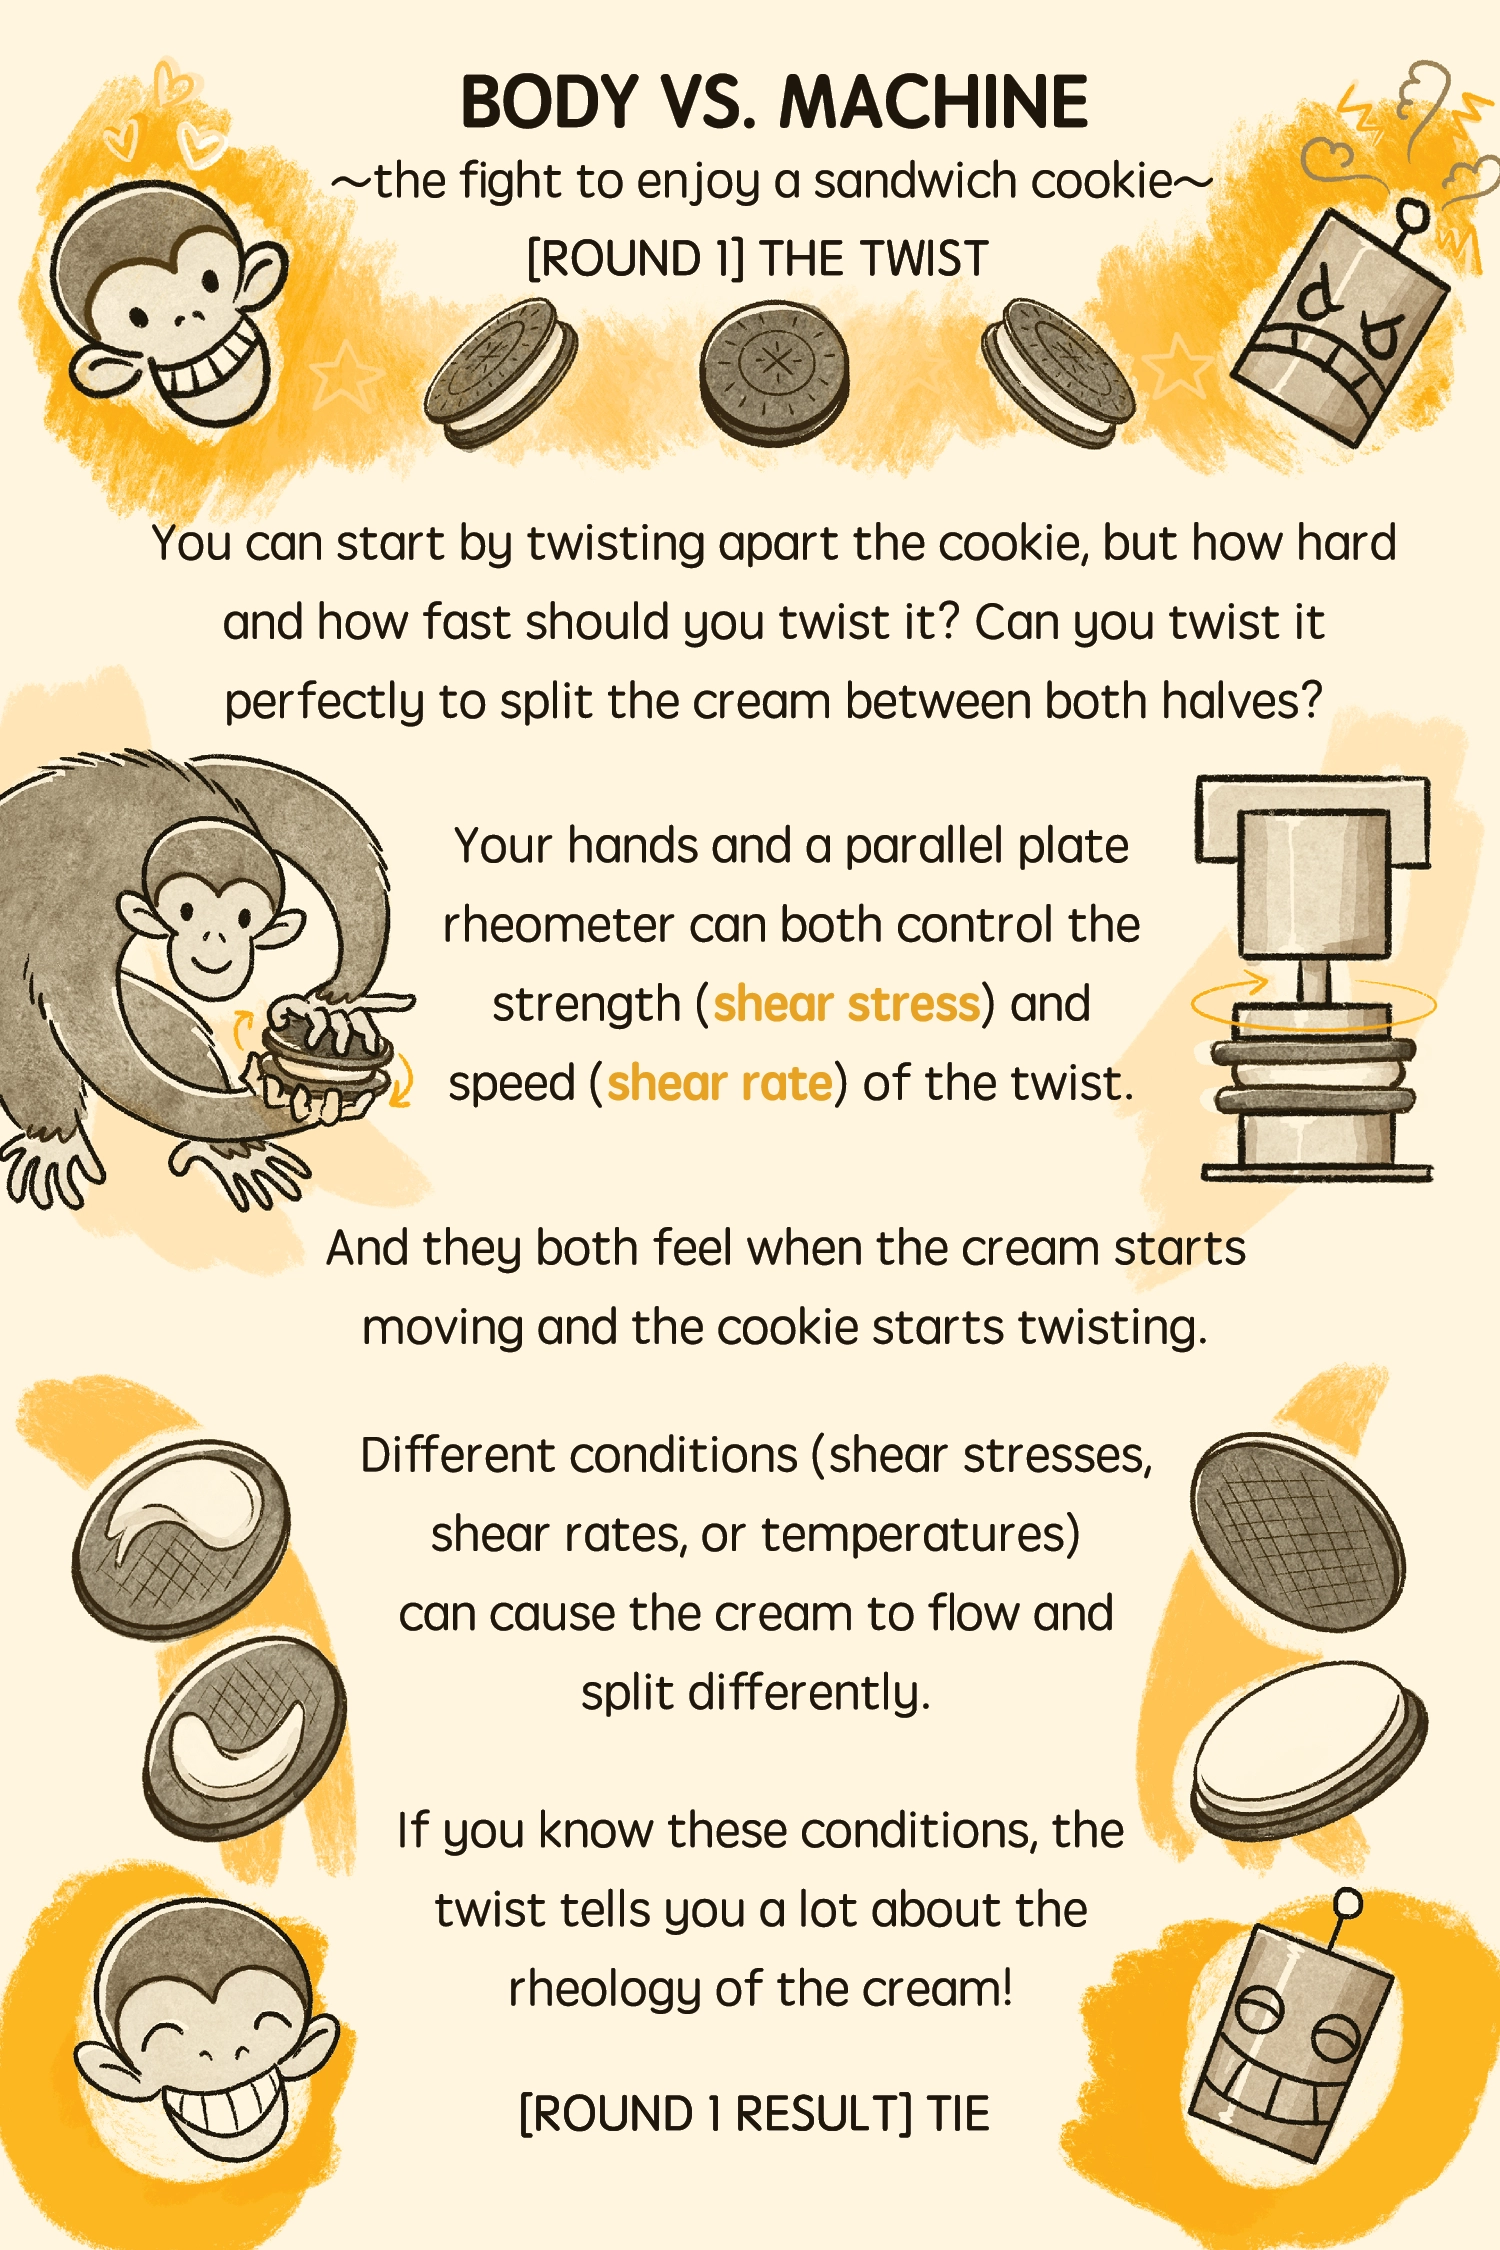 BODY VS. MACHINE
~the fight to enjoy a sandwich cookie~
[ROUND 1] THE TWIST
You can start by twisting apart the cookie, but how hard
and how fast should you twist it? Can you twist it
perfectly to split the cream between both halves?
Your hands and a parallel plate
rheometer can both control the
strength (shear stress) and
speed (shear rate) of the twist.
And they both feel when the cream starts
moving and the cookie starts twisting.
Different conditions (shear stresses,
shear rates, or temperatures)
can cause the cream to flow and
split differently.
If you know these conditions, the
twist tells you a lot about the
rheology of the cream!
[ROUND 1 RESULT] TIE